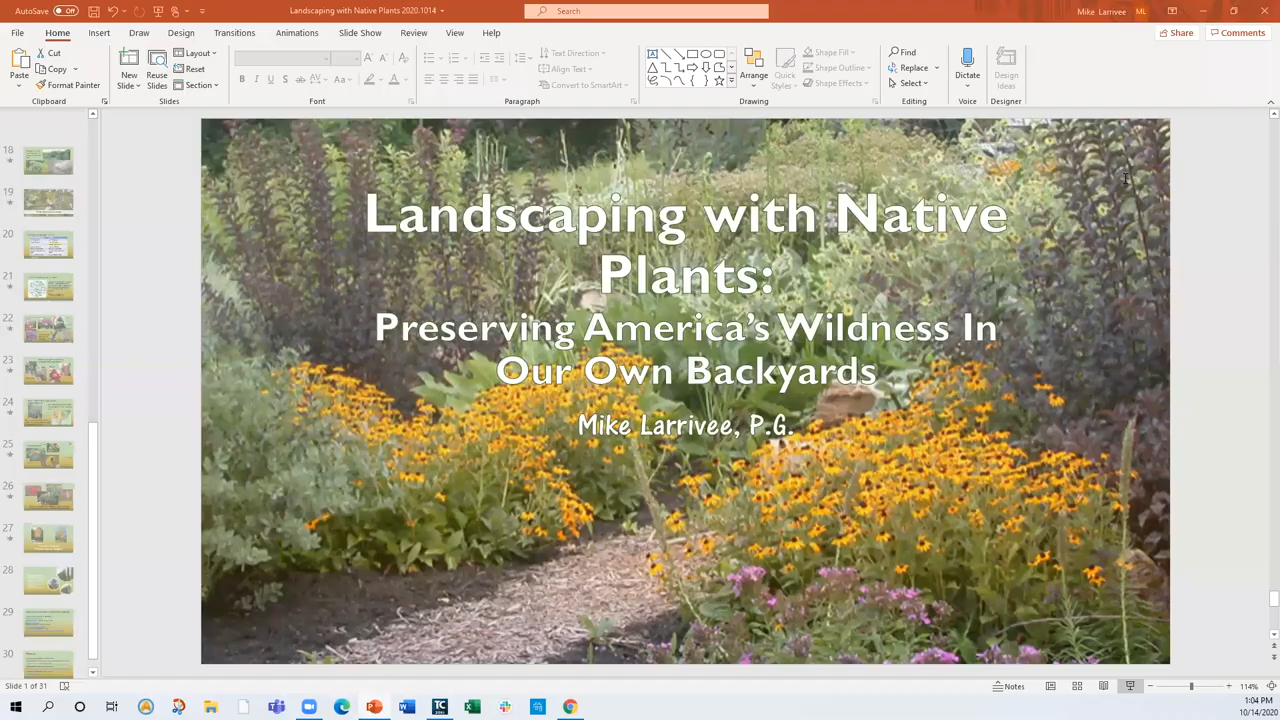 AutoSave Off Landscaping with Native Plants 2020.1014 Search Mike Larrivee ML
File Home Insert Draw Design Transitions Animations Slide Show Review View Help Share Comments
Paste Cut Copy Format Painter Clipboard
New Slide Reuse Slides Layout Reset Section Slides
B I U S AV Aa A Font
Text Direction Align Text Convert to SmartArt Paragraph
Arrange Quick Styles Shape Fill Shape Outline Shape Effects Drawing
Find Replace Select Editing
Dictate Voice
Design Ideas Designer
18
19
20
21
22
23
24
25
26
27
28
29
30
Landscaping with Native
Plants:
Preserving America's Wildness In
Our Own Backyards
Mike Larrivee, P.G.
Slide 1 of 31 Notes 114%
1:04 PM
10/14/2020